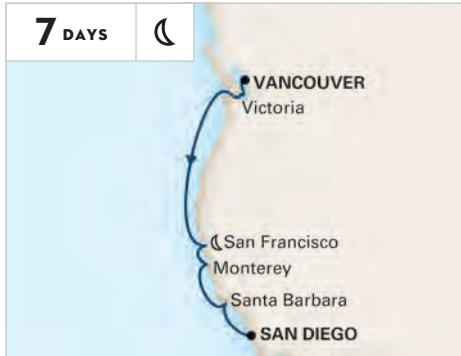 7 DAYS
VANCOUVER
Victoria
San Francisco
Monterey
Santa Barbara
SAN DIEGO